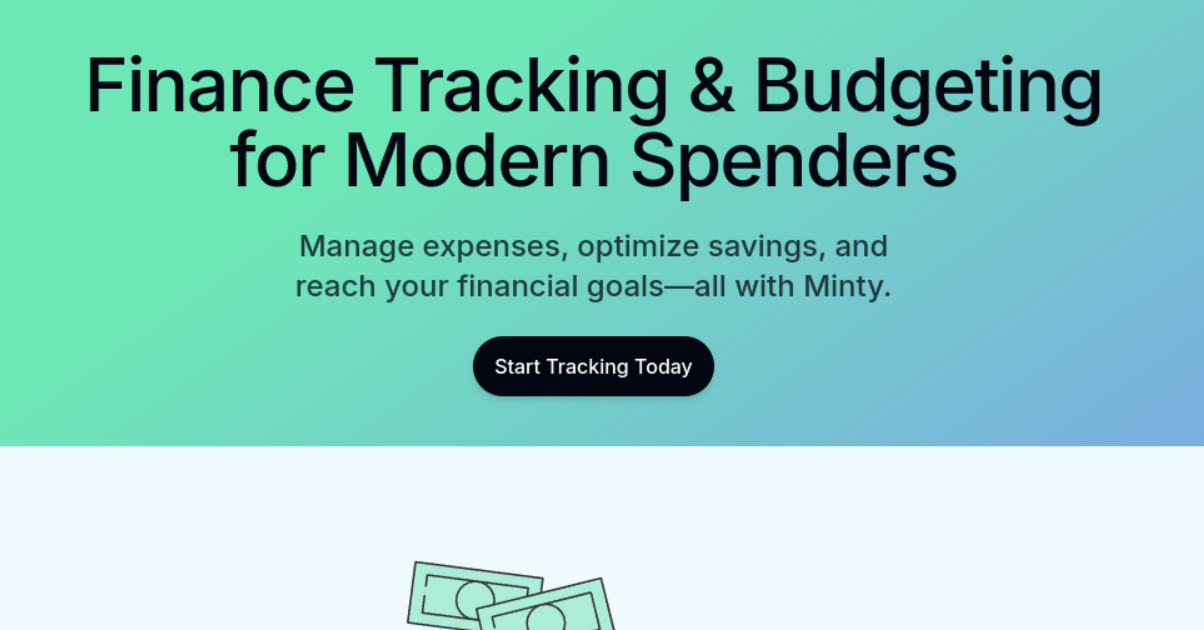 Finance Tracking & Budgeting
for Modern Spenders
Manage expenses, optimize savings, and
reach your financial goals—all with Minty.
Start Tracking Today